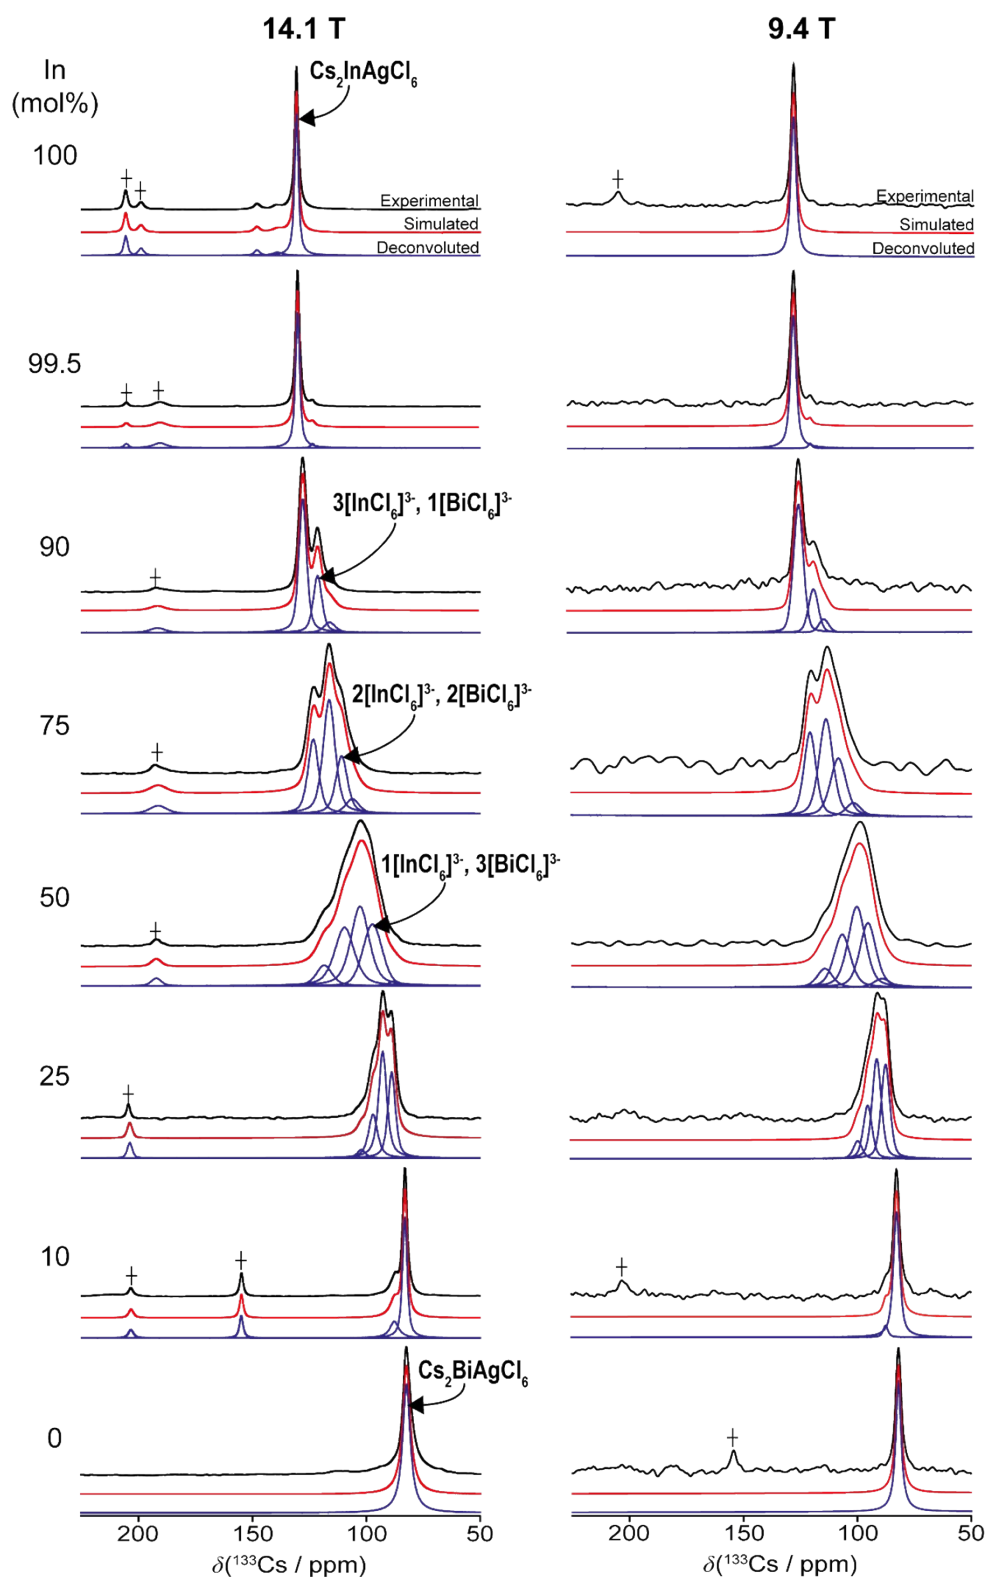 14.1 T 9.4 T
In
(mol%)
Cs₂InAgCl₆
100
‡ ‡ ‡
Experimental Experimental
Simulated Simulated
Deconvoluted Deconvoluted
99.5
‡ ‡
90
3[InCl₆]³⁻, 1[BiCl₆]³⁻
‡
75
2[InCl₆]³⁻, 2[BiCl₆]³⁻
‡
50
1[InCl₆]³⁻, 3[BiCl₆]³⁻
‡
25
‡
10
‡ ‡ ‡
Cs₂BiAgCl₆
0
‡
200 150 100 50 200 150 100 50
δ(¹³³Cs / ppm) δ(¹³³Cs / ppm)